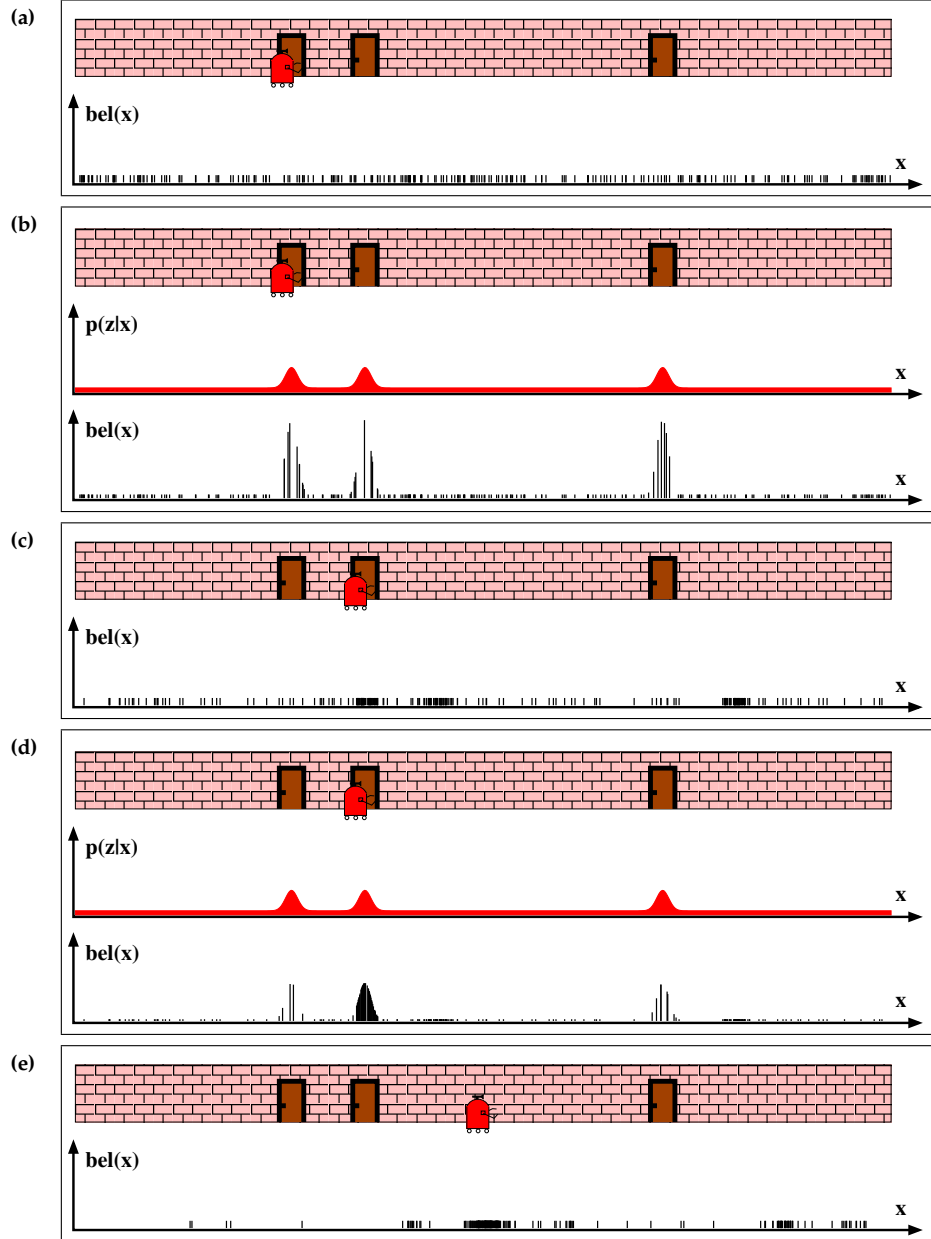 (a)
bel(x)
x
(b)
p(z|x)
x
bel(x)
x
(c)
bel(x)
x
(d)
p(z|x)
x
bel(x)
x
(e)
bel(x)
x